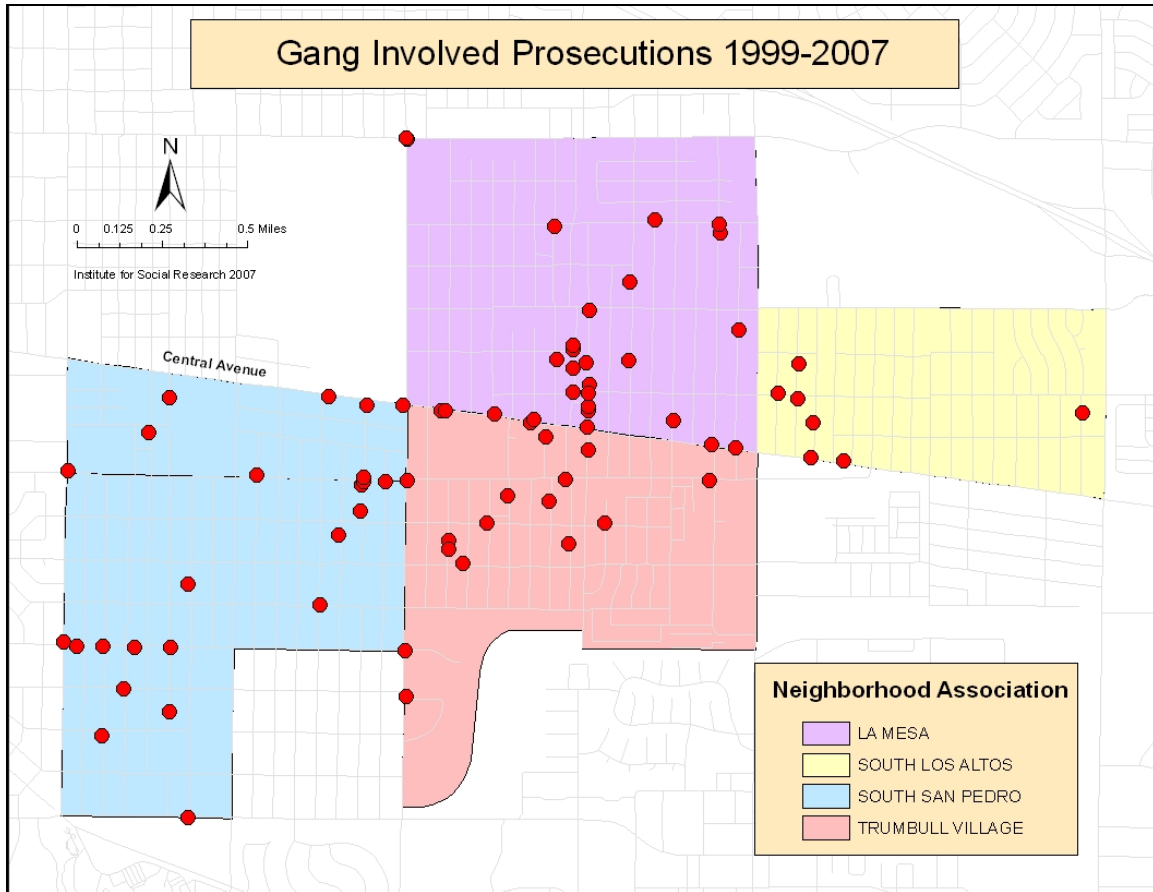 Gang Involved Prosecutions 1999-2007
N
0 0.125 0.25 0.5 Miles
Institute for Social Research 2007
Central Avenue
Neighborhood Association
LA MESA
SOUTH LOS ALTOS
SOUTH SAN PEDRO
TRUMBULL VILLAGE